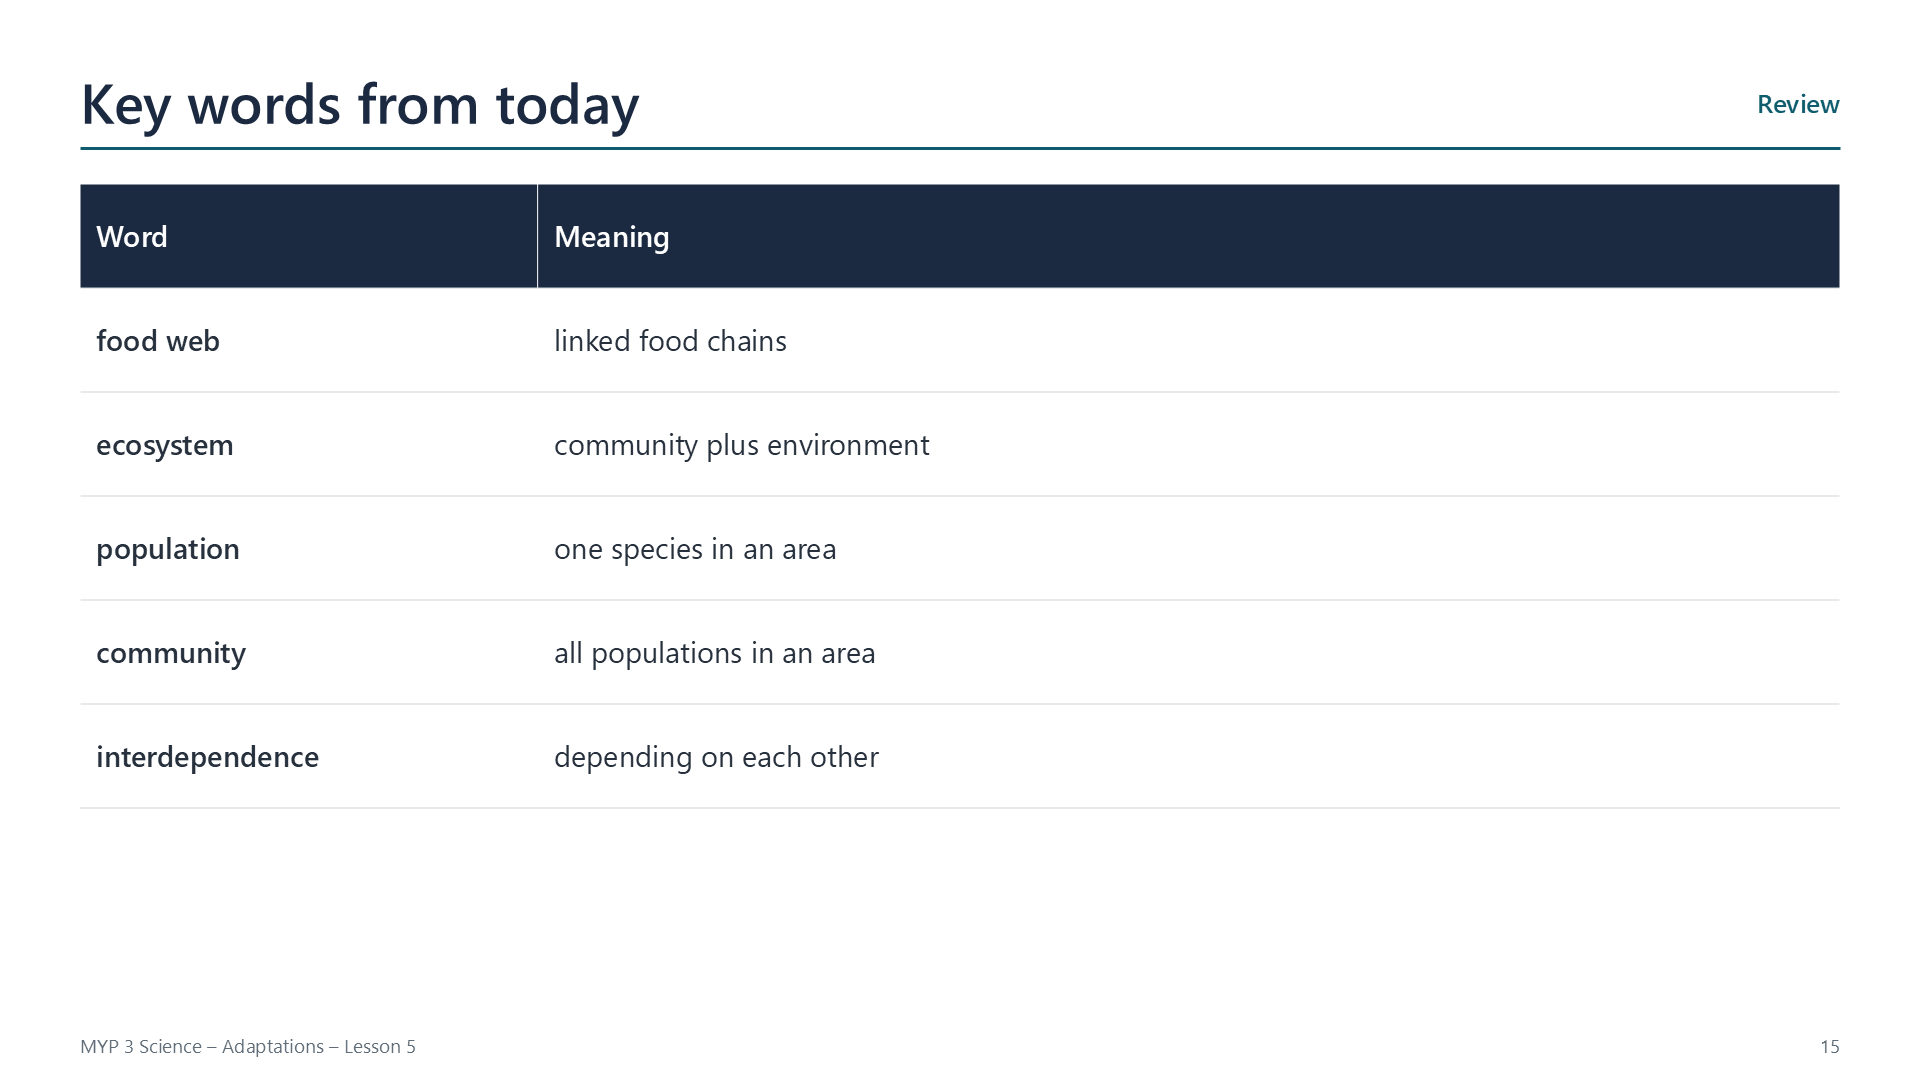 Key words from today
Review
Word Meaning
food web linked food chains
ecosystem community plus environment
population one species in an area
community all populations in an area
interdependence depending on each other
MYP 3 Science – Adaptations – Lesson 5
15